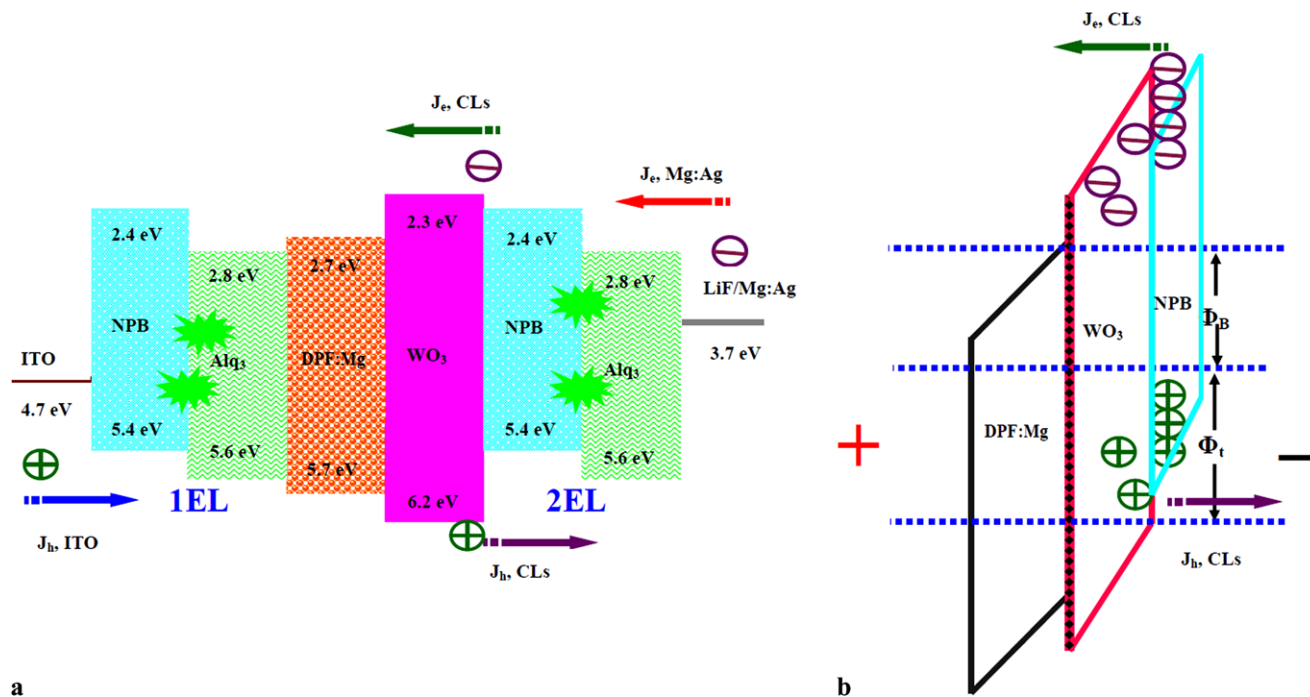 Jₑ, CLs
Jₑ, Mg:Ag
2.4 eV
2.8 eV
2.7 eV
2.3 eV
2.4 eV
2.8 eV
LiF/Mg:Ag
NPB
Alq₃
DPF:Mg
WO₃
NPB
Alq₃
3.7 eV
ITO
4.7 eV
5.4 eV
5.6 eV
5.7 eV
6.2 eV
5.4 eV
5.6 eV
1EL
2EL
Jₕ, ITO
Jₕ, CLs
a
Jₑ, CLs
NPB
WO₃
Φ_B
DPF:Mg
Φₜ
+
−
Jₕ, CLs
b